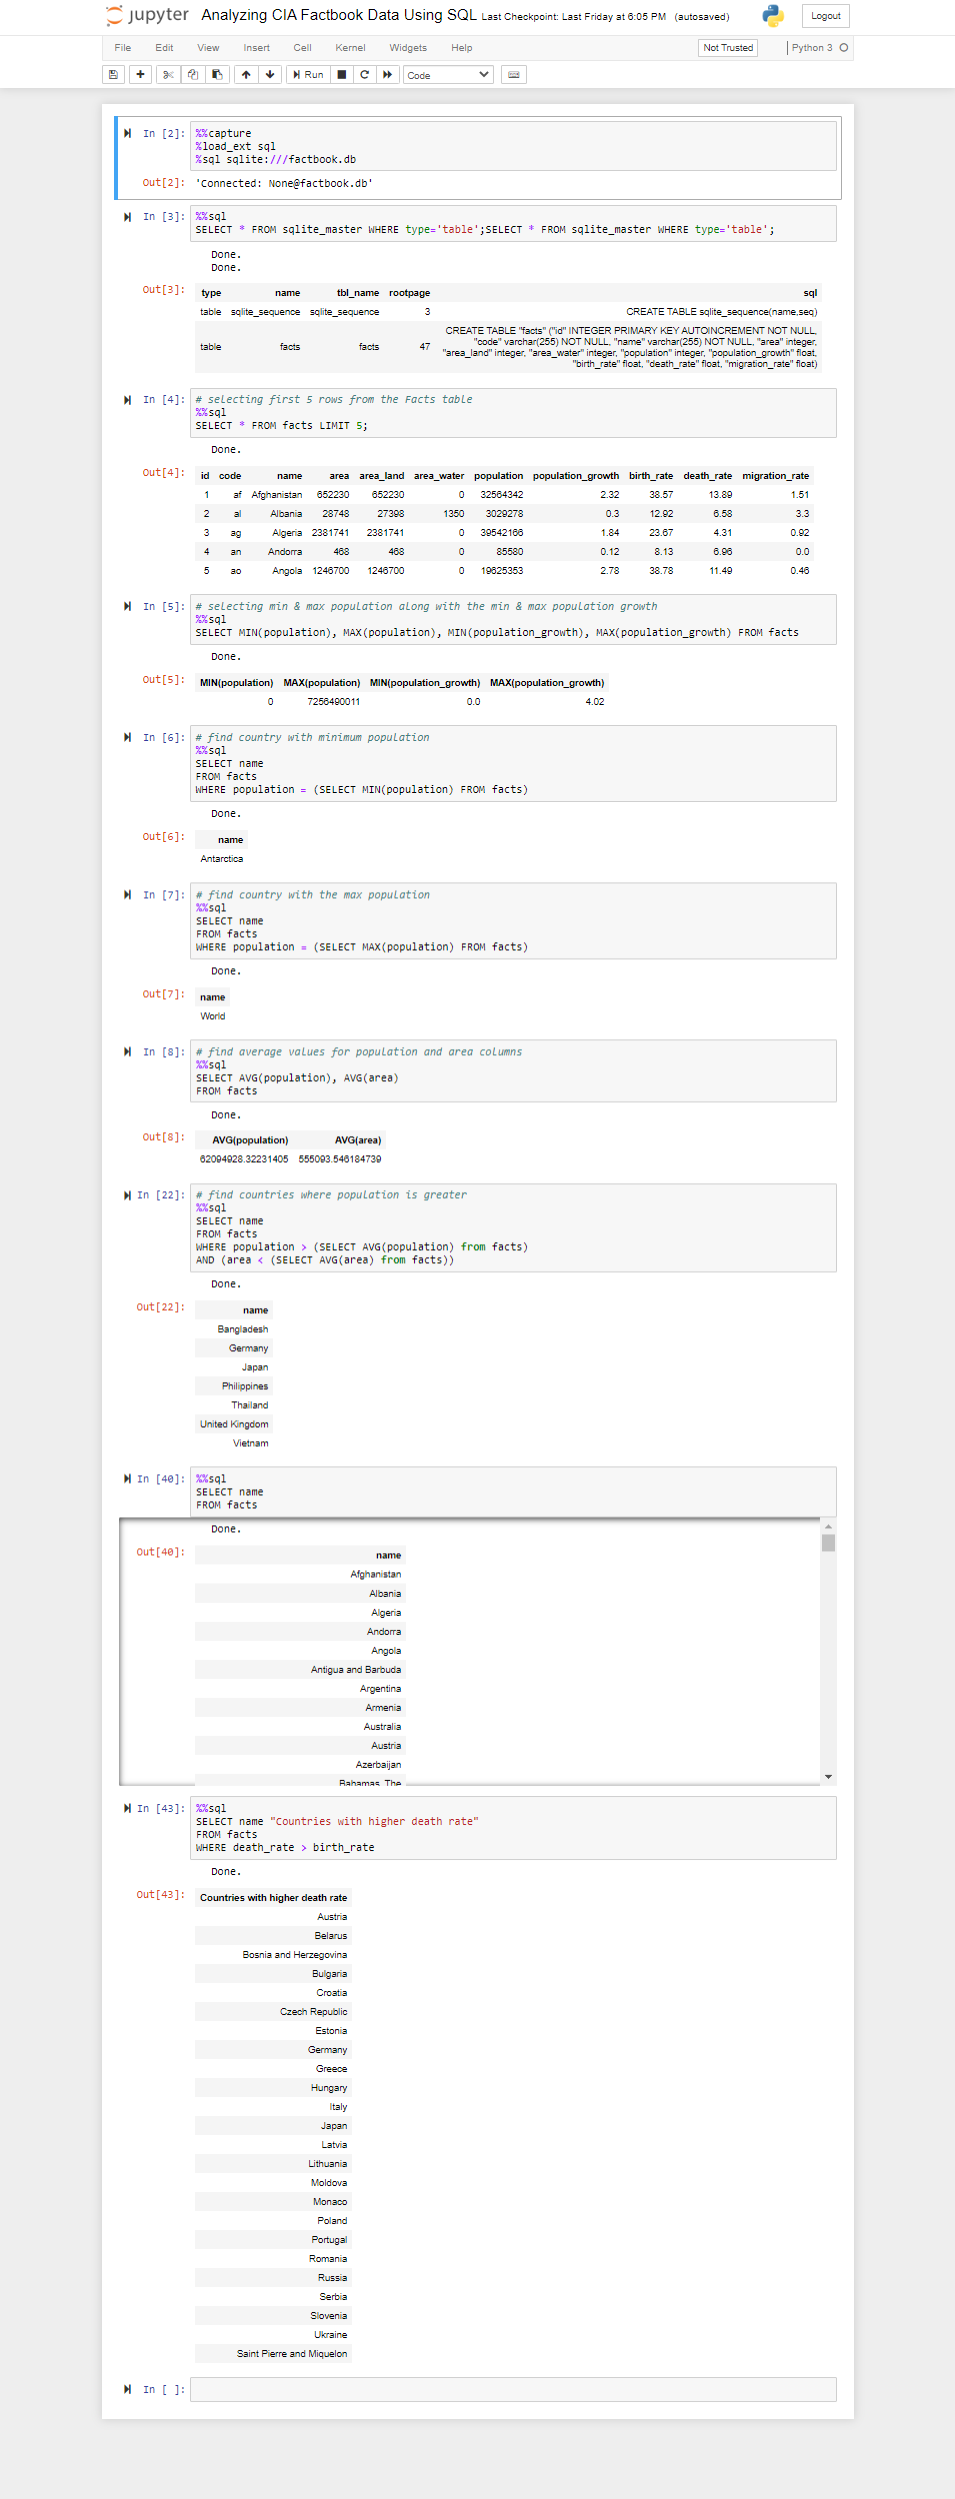 jupyter Analyzing CIA Factbook Data Using SQL Last Checkpoint: Last Friday at 6:05 PM (autosaved) Logout
File Edit View Insert Cell Kernel Widgets Help Not Trusted Python 3
Run Code
In [2]: %%capture
%load_ext sql
%sql sqlite:///factbook.db
Out[2]: 'Connected: None@factbook.db'
In [3]: %%sql
SELECT * FROM sqlite_master WHERE type='table';SELECT * FROM sqlite_master WHERE type='table';
Done.
Done.
Out[3]:
type name tbl_name rootpage sql
table sqlite_sequence sqlite_sequence 3 CREATE TABLE sqlite_sequence(name,seq)
table facts facts 47 CREATE TABLE "facts" ("id" INTEGER PRIMARY KEY AUTOINCREMENT NOT NULL,
"code" varchar(255) NOT NULL, "name" varchar(255) NOT NULL, "area" integer,
"area_land" integer, "area_water" integer, "population" integer, "population_growth" float,
"birth_rate" float, "death_rate" float, "migration_rate" float)
In [4]: # selecting first 5 rows from the Facts table
%%sql
SELECT * FROM facts LIMIT 5;
Done.
Out[4]:
id code name area area_land area_water population population_growth birth_rate death_rate migration_rate
1 af Afghanistan 652230 652230 0 32564342 2.32 38.57 13.89 1.51
2 al Albania 28748 27398 1350 3029278 0.3 12.92 6.58 3.3
3 ag Algeria 2381741 2381741 0 39542166 1.84 23.67 4.31 0.92
4 an Andorra 468 468 0 85580 0.12 8.13 6.96 0.0
5 ao Angola 1246700 1246700 0 19625353 2.78 38.78 11.49 0.46
In [5]: # selecting min & max population along with the min & max population growth
%%sql
SELECT MIN(population), MAX(population), MIN(population_growth), MAX(population_growth) FROM facts
Done.
Out[5]:
MIN(population) MAX(population) MIN(population_growth) MAX(population_growth)
0 7256490011 0.0 4.02
In [6]: # find country with minimum population
%%sql
SELECT name
FROM facts
WHERE population = (SELECT MIN(population) FROM facts)
Done.
Out[6]:
name
Antarctica
In [7]: # find country with the max population
%%sql
SELECT name
FROM facts
WHERE population = (SELECT MAX(population) FROM facts)
Done.
Out[7]:
name
World
In [8]: # find average values for population and area columns
%%sql
SELECT AVG(population), AVG(area)
FROM facts
Done.
Out[8]:
AVG(population) AVG(area)
62094928.32231405 555093.546184739
In [22]: # find countries where population is greater
%%sql
SELECT name
FROM facts
WHERE population > (SELECT AVG(population) from facts)
AND (area < (SELECT AVG(area) from facts))
Done.
Out[22]:
name
Bangladesh
Germany
Japan
Philippines
Thailand
United Kingdom
Vietnam
In [40]: %%sql
SELECT name
FROM facts
Done.
Out[40]:
name
Afghanistan
Albania
Algeria
Andorra
Angola
Antigua and Barbuda
Argentina
Armenia
Australia
Austria
Azerbaijan
Bahamas, The
In [43]: %%sql
SELECT name "Countries with higher death rate"
FROM facts
WHERE death_rate > birth_rate
Done.
Out[43]:
Countries with higher death rate
Austria
Belarus
Bosnia and Herzegovina
Bulgaria
Croatia
Czech Republic
Estonia
Germany
Greece
Hungary
Italy
Japan
Latvia
Lithuania
Moldova
Monaco
Poland
Portugal
Romania
Russia
Serbia
Slovenia
Ukraine
Saint Pierre and Miquelon
In [ ]: